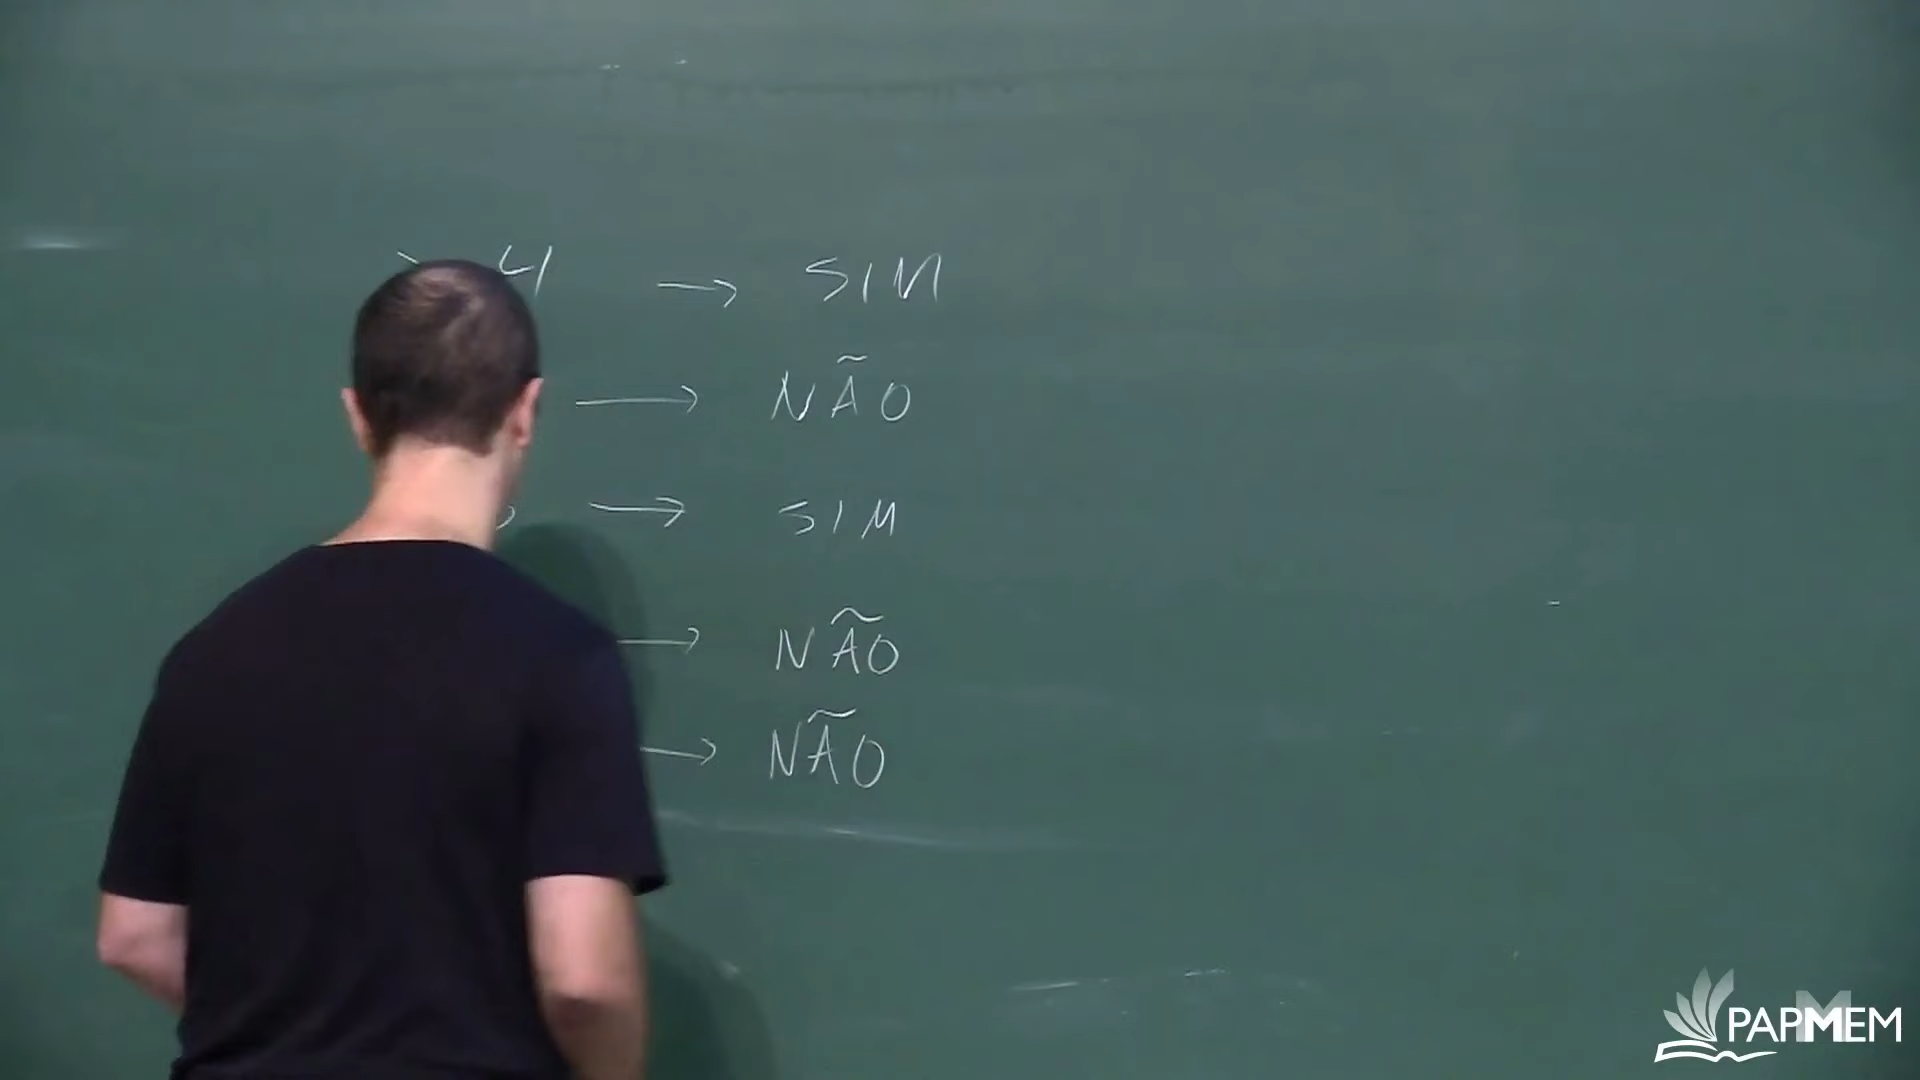 4 → SIM
→ NÃO
→ SIM
→ NÃO
→ NÃO
PAPMEM